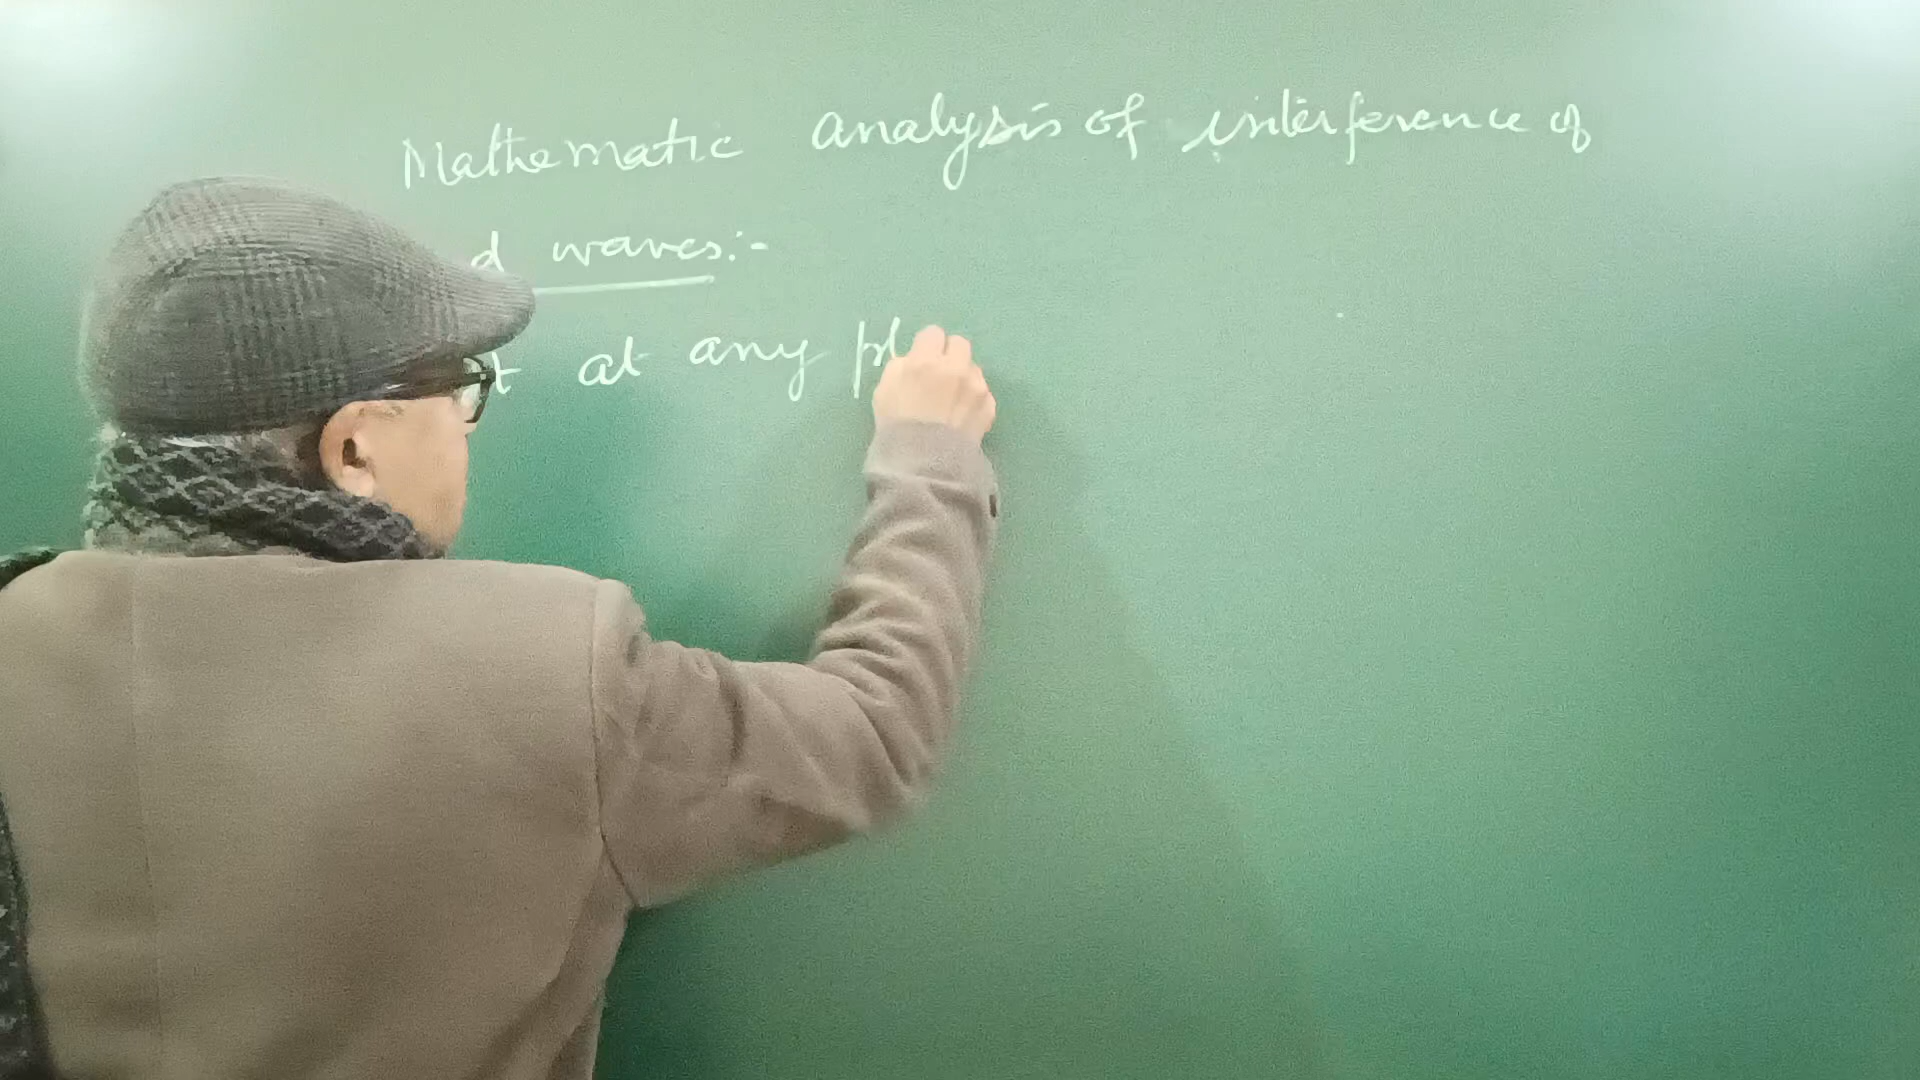 Mathematic analysis of interference of
waves:-
at any